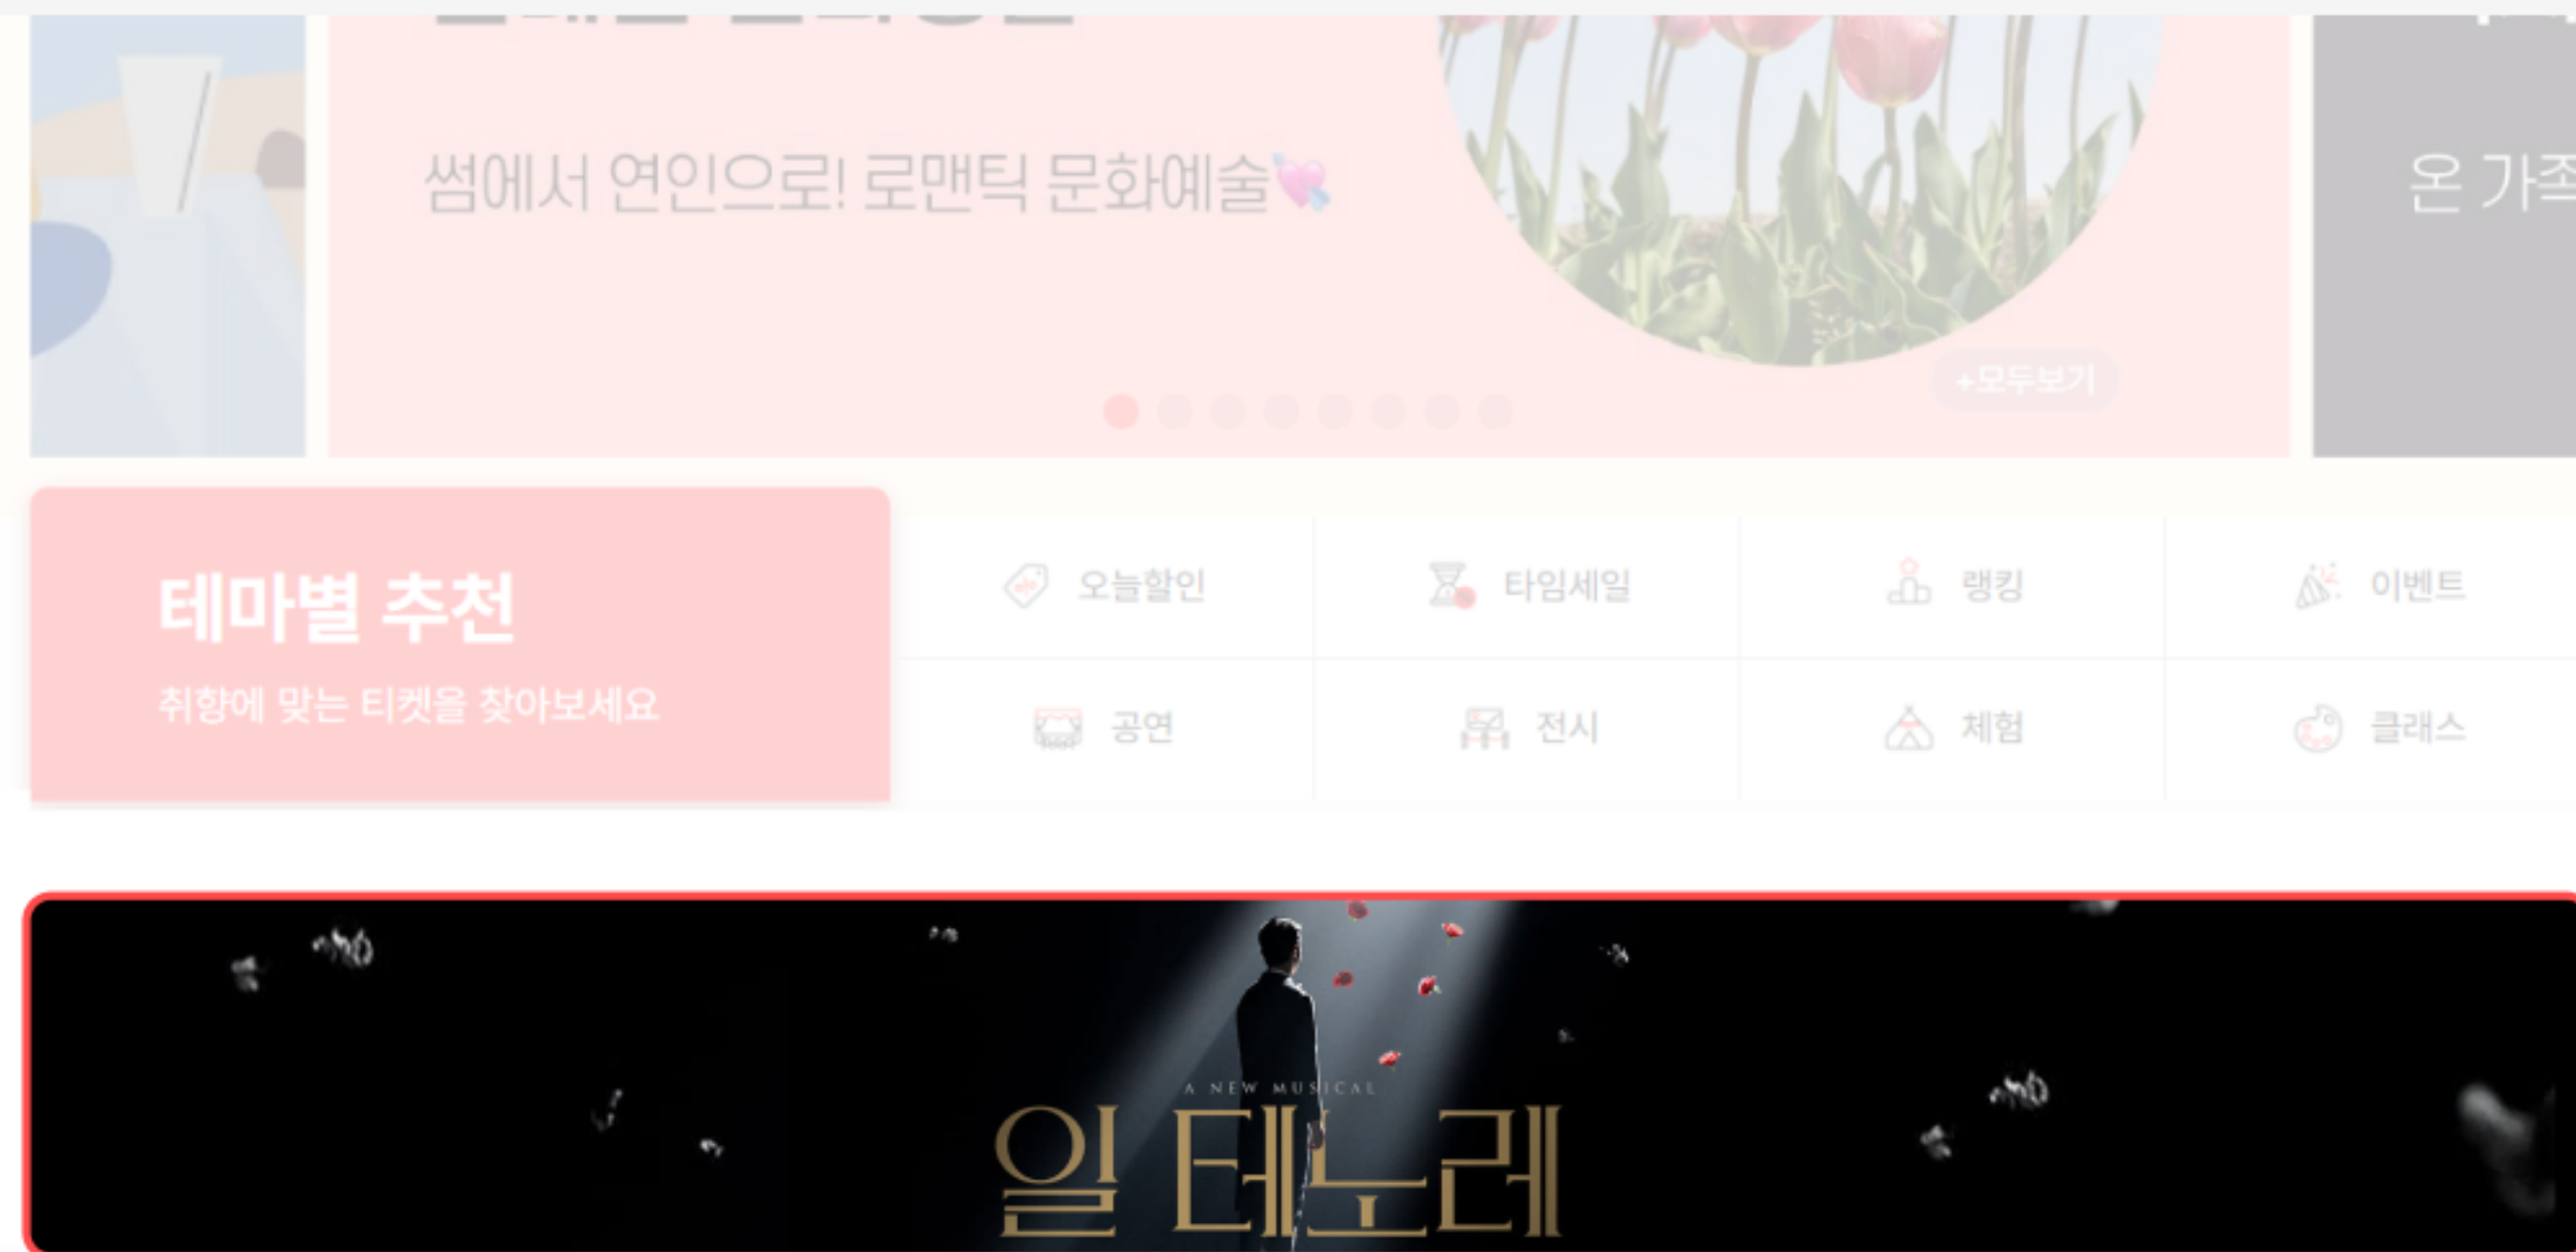 썸에서 연인으로! 로맨틱 문화예술💘
온 가족
+모두보기
테마별 추천
취향에 맞는 티켓을 찾아보세요
오늘할인
타임세일
랭킹
이벤트
공연
전시
체험
클래스
A NEW MUSICAL
일 테노레